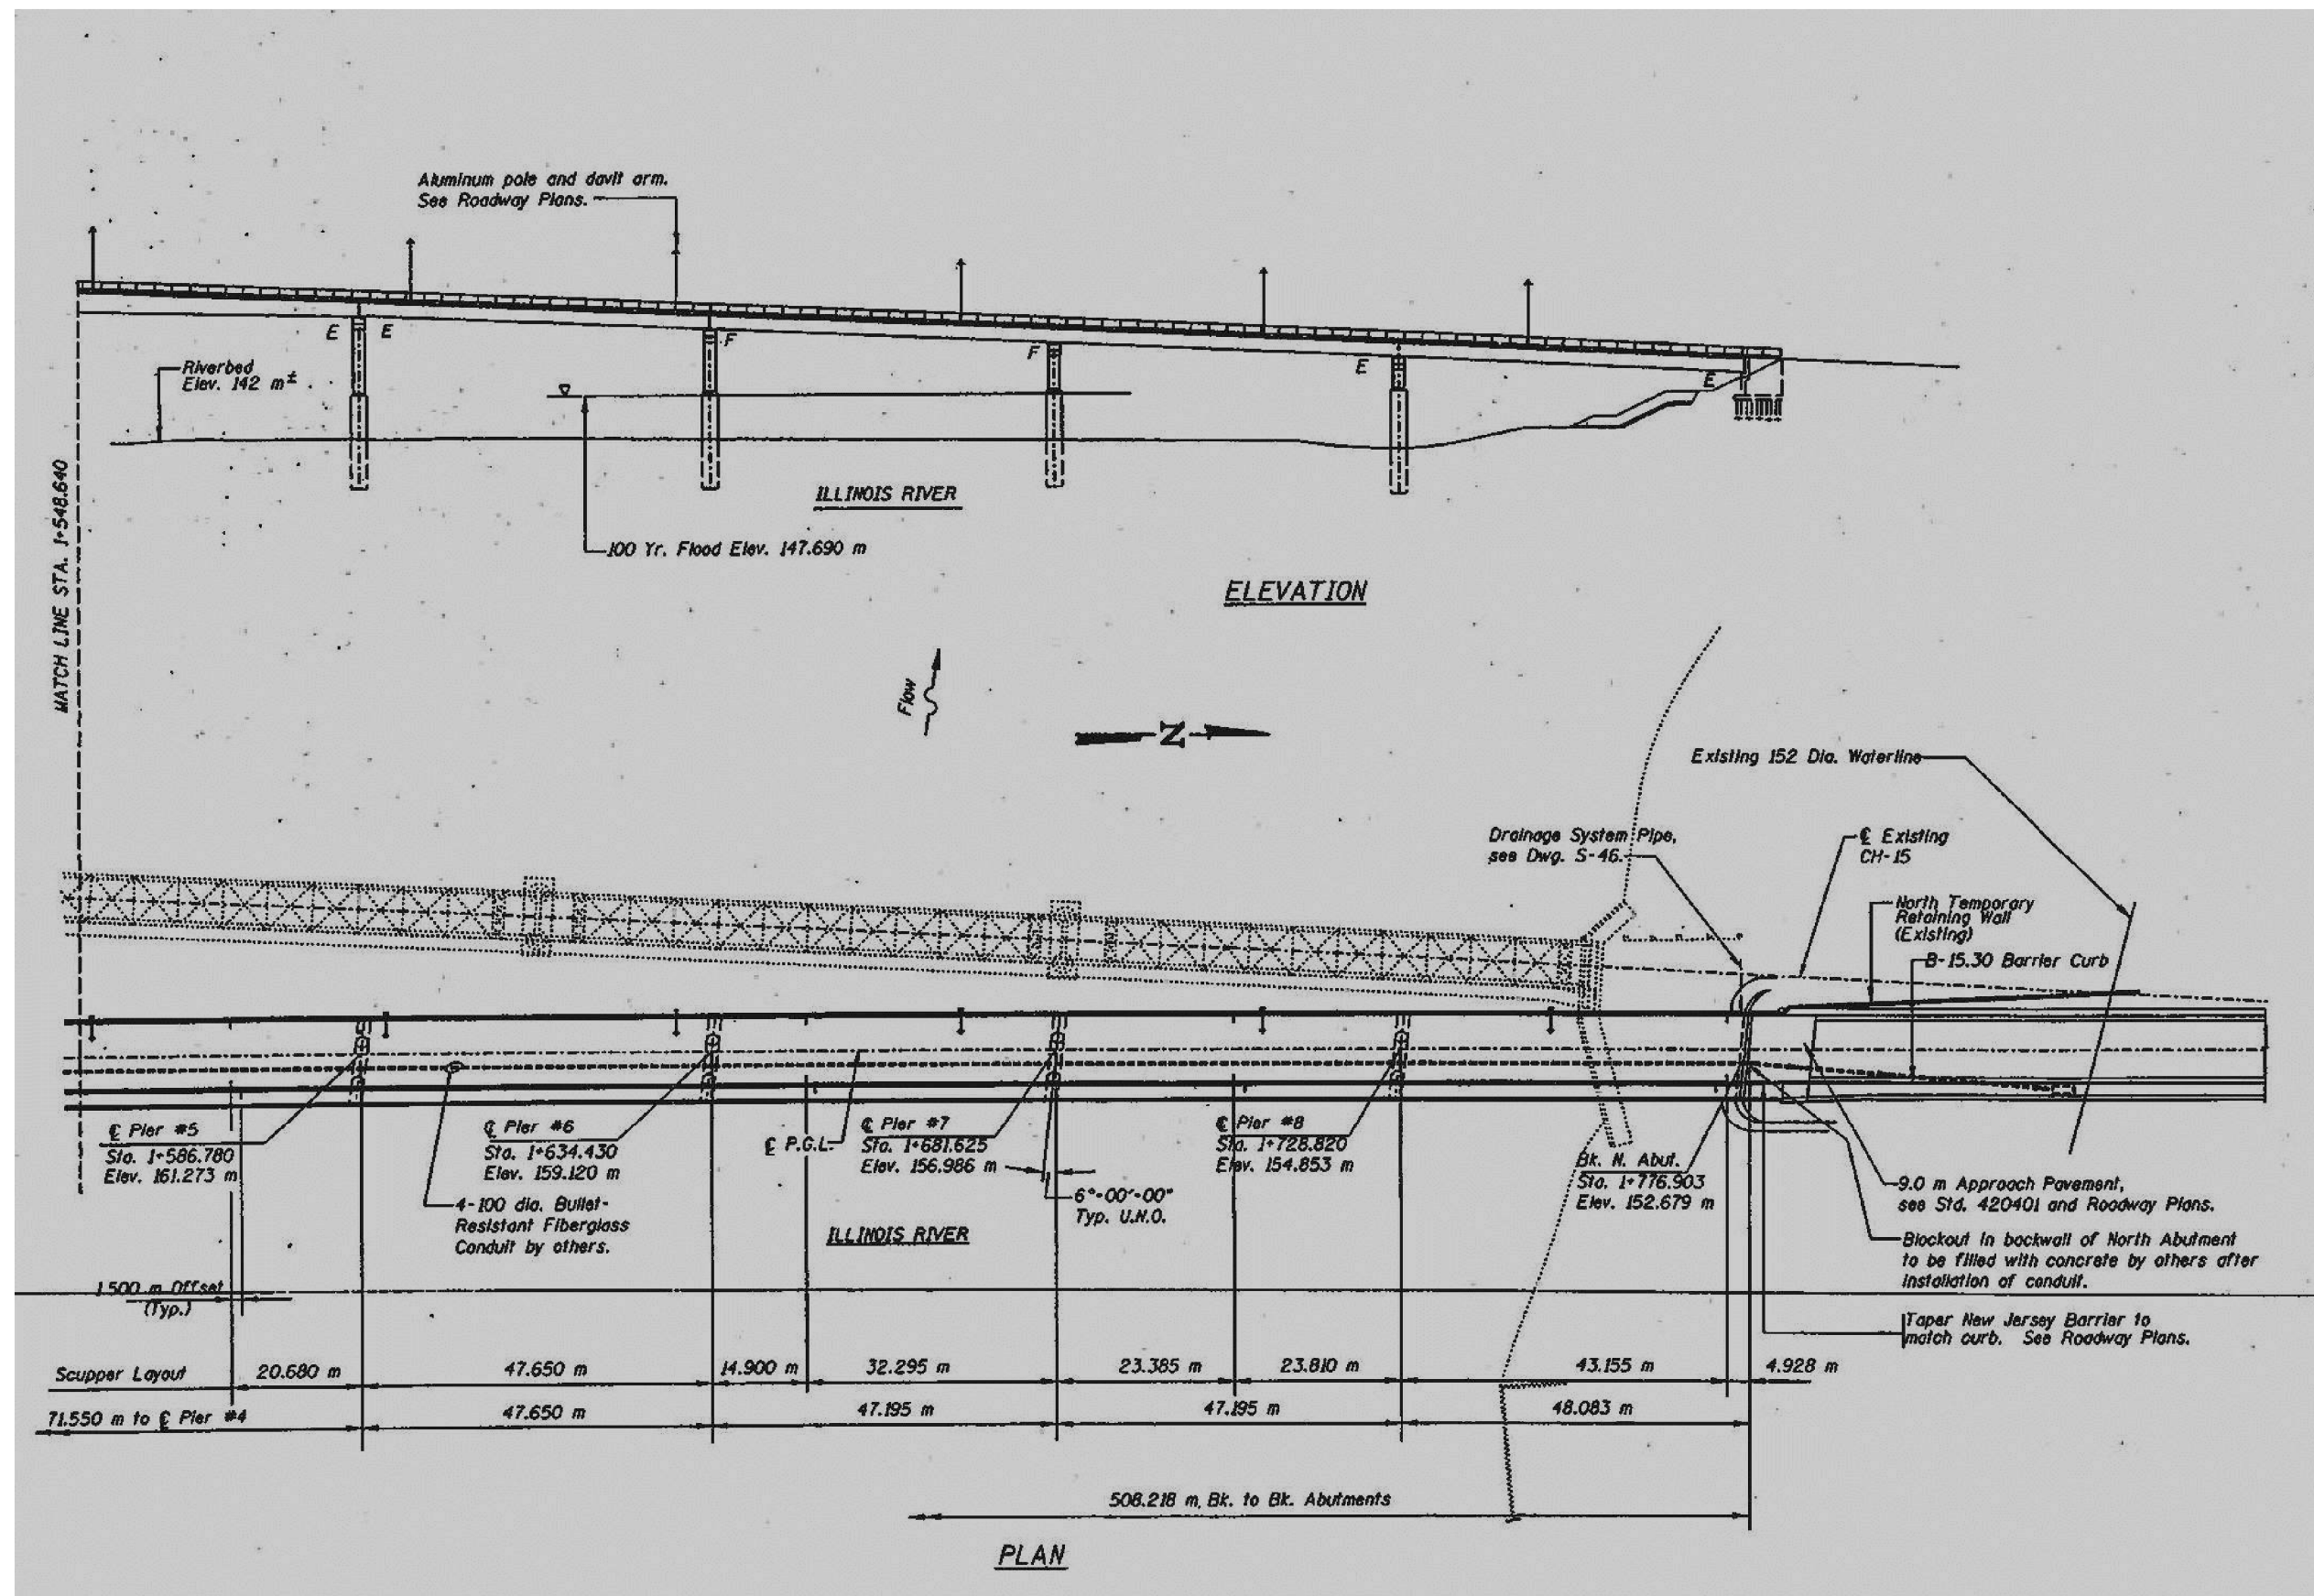 Aluminum pole and davit arm.
See Roadway Plans.
E
E
F
F
E
E
Riverbed
Elev. 142 m±
ILLINOIS RIVER
100 Yr. Flood Elev. 147.690 m
ELEVATION
MATCH LINE STA. 1+548.640
Flow
N
Existing 152 Dia. Waterline
Drainage System Pipe,
see Dwg. S-46.
℄ Existing
CH-15
North Temporary
Retaining Wall
(Existing)
B-15.30 Barrier Curb
℄ Pier #5
Sta. 1+586.780
Elev. 161.273 m
℄ Pier #6
Sta. 1+634.430
Elev. 159.120 m
℄ P.G.L.
℄ Pier #7
Sta. 1+681.625
Elev. 156.986 m
℄ Pier #8
Sta. 1+728.820
Elev. 154.853 m
Bk. N. Abut.
Sta. 1+776.903
Elev. 152.679 m
4-100 dia. Bullet-
Resistant Fiberglass
Conduit by others.
6°-00'-00"
Typ. U.N.O.
ILLINOIS RIVER
9.0 m Approach Pavement,
see Std. 420401 and Roadway Plans.
Blockout in backwall of North Abutment
to be filled with concrete by others after
installation of conduit.
1.500 m Offset
(Typ.)
Taper New Jersey Barrier to
match curb. See Roadway Plans.
Scupper Layout
20.680 m
47.650 m
14.900 m
32.295 m
23.385 m
23.810 m
43.155 m
4.928 m
71.550 m to ℄ Pier #4
47.650 m
47.195 m
47.195 m
48.083 m
508.218 m, Bk. to Bk. Abutments
PLAN